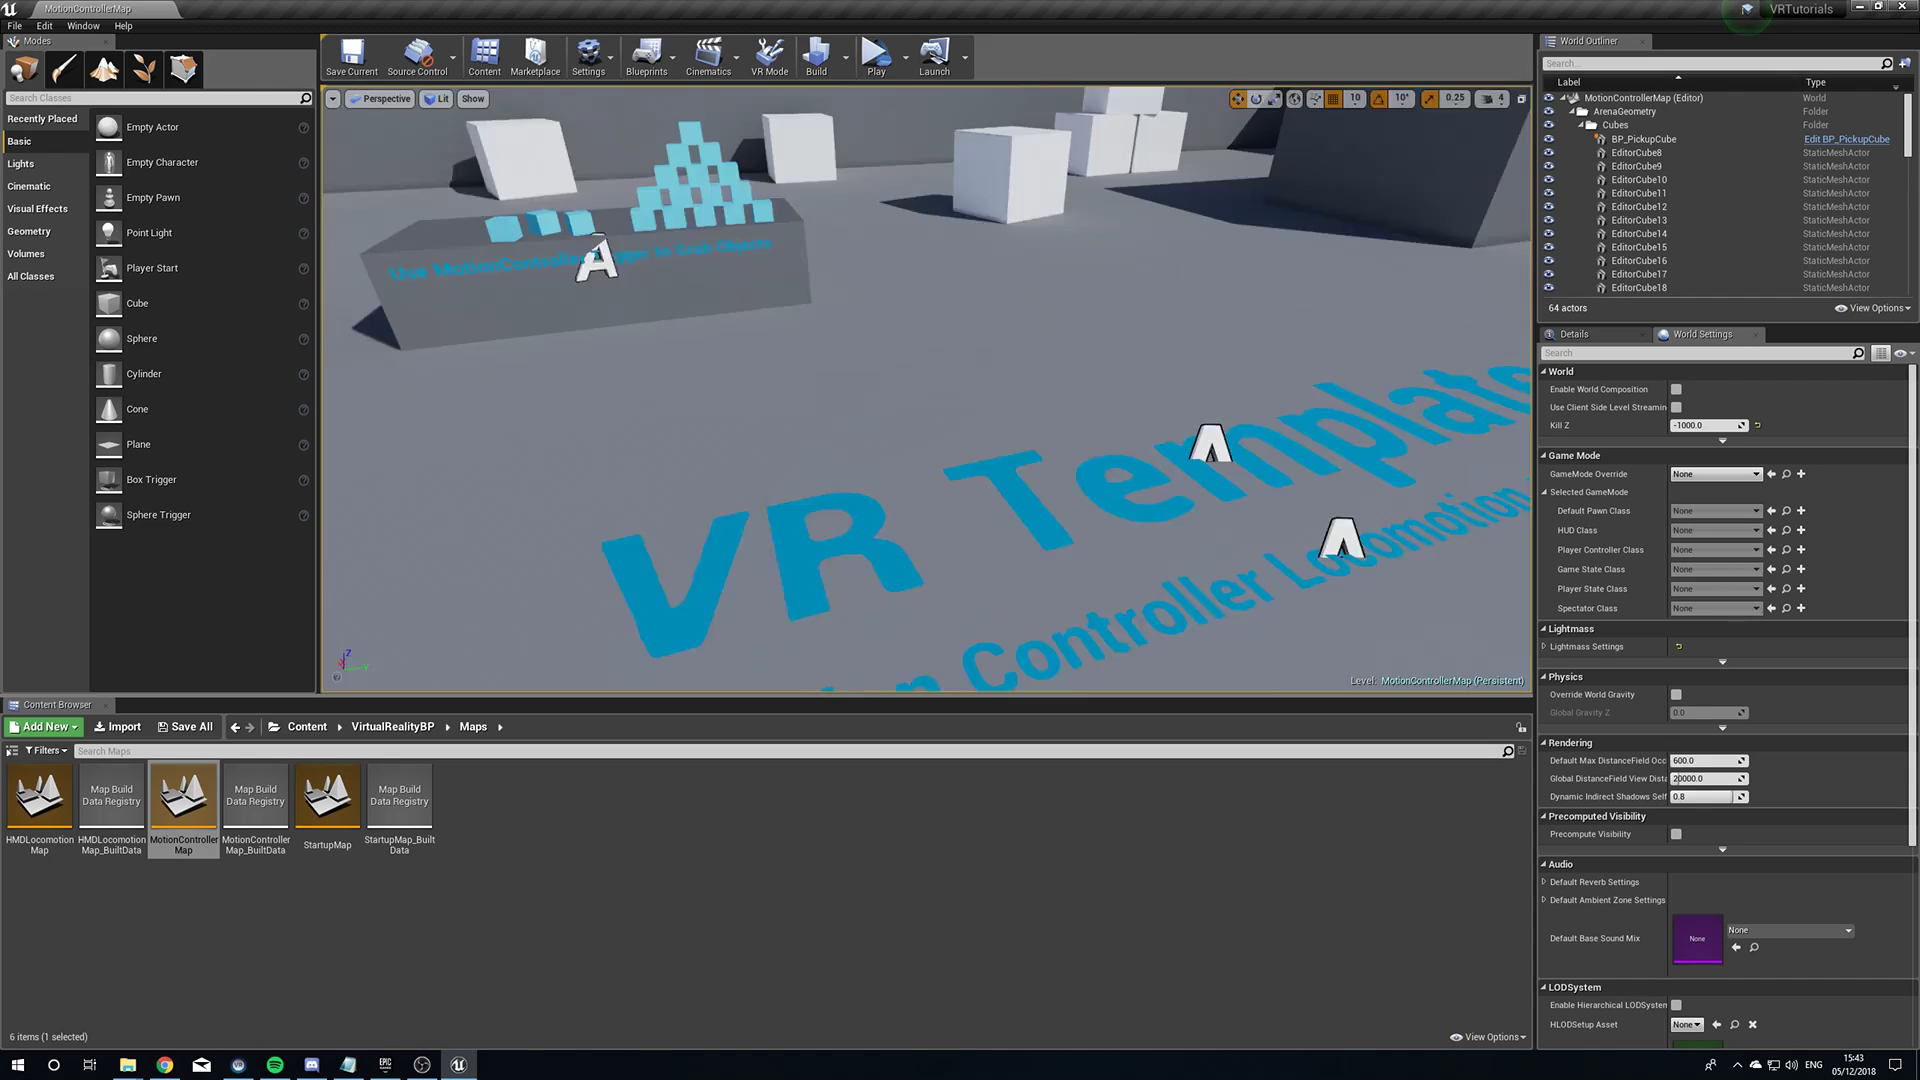 MotionControllerMap
VRTutorials
File Edit Window Help
Modes
Search Classes
Recently Placed
Basic
Lights
Cinematic
Visual Effects
Geometry
Volumes
All Classes
Empty Actor
Empty Character
Empty Pawn
Point Light
Player Start
Cube
Sphere
Cylinder
Cone
Plane
Box Trigger
Sphere Trigger
Save Current Source Control Content Marketplace Settings Blueprints Cinematics VR Mode Build Play Launch
Perspective Lit Show
10 10° 0.25 4
Use MotionController to Grab Objects
VR Template
Controller Locomotion
Level: MotionControllerMap (Persistent)
World Outliner
Search...
Label Type
MotionControllerMap (Editor) World
ArenaGeometry Folder
Cubes Folder
BP_PickupCube Edit BP_PickupCube
EditorCube8 StaticMeshActor
EditorCube9 StaticMeshActor
EditorCube10 StaticMeshActor
EditorCube11 StaticMeshActor
EditorCube12 StaticMeshActor
EditorCube13 StaticMeshActor
EditorCube14 StaticMeshActor
EditorCube15 StaticMeshActor
EditorCube16 StaticMeshActor
EditorCube17 StaticMeshActor
EditorCube18 StaticMeshActor
64 actors View Options
Details World Settings
Search
World
Enable World Composition
Use Client Side Level Streamin
Kill Z -1000.0
Game Mode
GameMode Override None
Selected GameMode
Default Pawn Class None
HUD Class None
Player Controller Class None
Game State Class None
Player State Class None
Spectator Class None
Lightmass
Lightmass Settings
Physics
Override World Gravity
Global Gravity Z 0.0
Rendering
Default Max DistanceField Occ 600.0
Global DistanceField View Dista 20000.0
Dynamic Indirect Shadows Self 0.8
Precomputed Visibility
Precompute Visibility
Audio
Default Reverb Settings
Default Ambient Zone Settings
Default Base Sound Mix None None
LODSystem
Enable Hierarchical LODSystem
HLODSetup Asset None
Content Browser
Add New Import Save All Content VirtualRealityBP Maps
Filters Search Maps
Map Build Data Registry
Map Build Data Registry
Map Build Data Registry
HMDLocomotion Map
HMDLocomotion Map_BuiltData
MotionController Map
MotionController Map_BuiltData
StartupMap
StartupMap_Built Data
6 items (1 selected) View Options
EPIC GAMES
ENG
15:43
05/12/2018